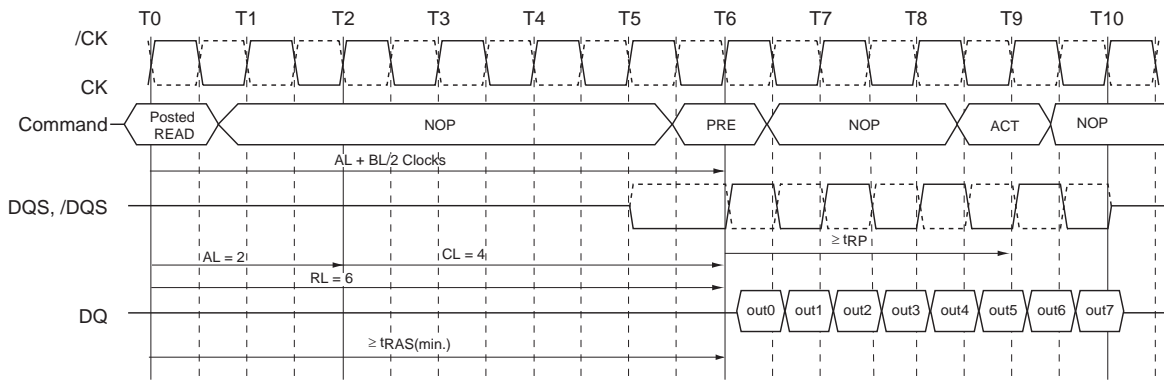 T0 T1 T2 T3 T4 T5 T6 T7 T8 T9 T10
/CK
CK
Command
Posted
READ
NOP
PRE
NOP
ACT
NOP
AL + BL/2 Clocks
DQS, /DQS
≥ tRP
AL = 2
CL = 4
RL = 6
DQ
out0 out1 out2 out3 out4 out5 out6 out7
≥ tRAS(min.)